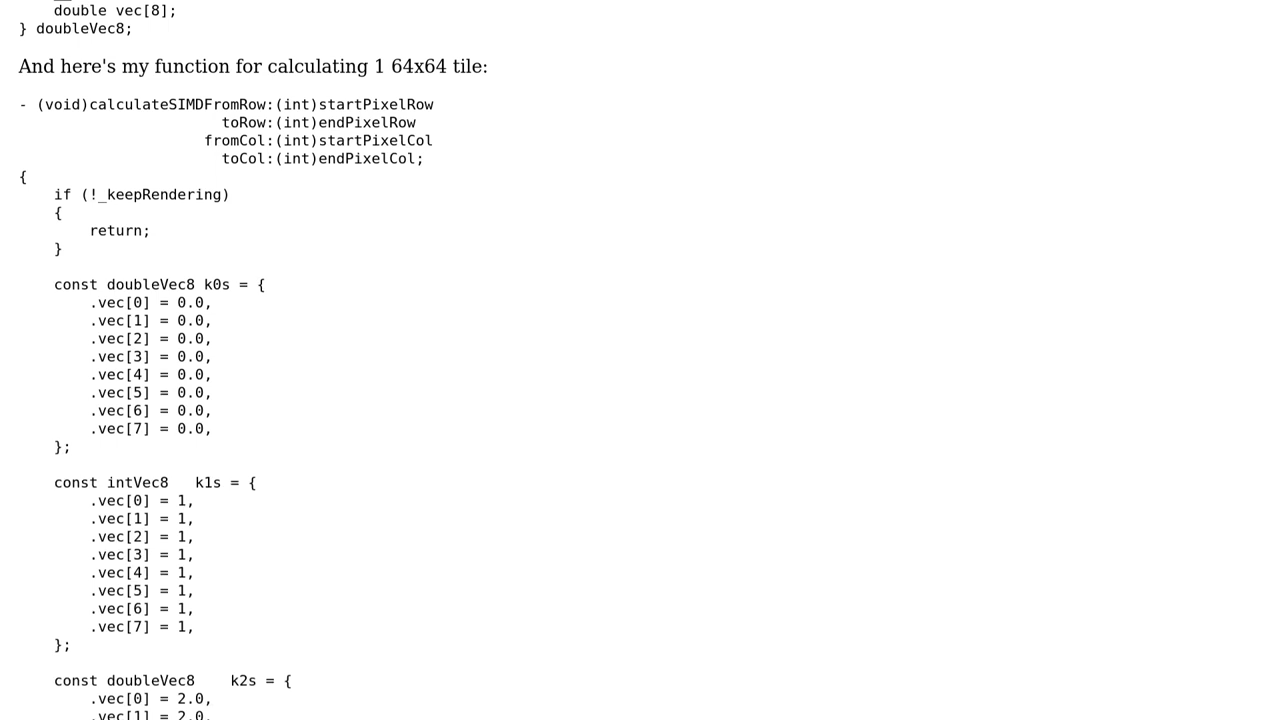 double vec[8];
} doubleVec8;
And here's my function for calculating 1 64x64 tile:
- (void)calculateSIMDFromRow:(int)startPixelRow
                       toRow:(int)endPixelRow
                     fromCol:(int)startPixelCol
                       toCol:(int)endPixelCol;
{
    if (!_keepRendering)
    {
        return;
    }
    const doubleVec8 k0s = {
        .vec[0] = 0.0,
        .vec[1] = 0.0,
        .vec[2] = 0.0,
        .vec[3] = 0.0,
        .vec[4] = 0.0,
        .vec[5] = 0.0,
        .vec[6] = 0.0,
        .vec[7] = 0.0,
    };
    const intVec8   k1s = {
        .vec[0] = 1,
        .vec[1] = 1,
        .vec[2] = 1,
        .vec[3] = 1,
        .vec[4] = 1,
        .vec[5] = 1,
        .vec[6] = 1,
        .vec[7] = 1,
    };
    const doubleVec8    k2s = {
        .vec[0] = 2.0,
        .vec[1] = 2.0,